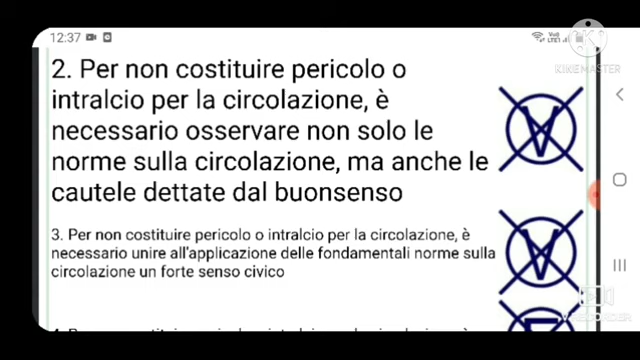 12:37
2. Per non costituire pericolo o
intralcio per la circolazione, è
necessario osservare non solo le
norme sulla circolazione, ma anche le
cautele dettate dal buonsenso
V
3. Per non costituire pericolo o intralcio per la circolazione, è
necessario unire all'applicazione delle fondamentali norme sulla
circolazione un forte senso civico
V
KINEMASTER